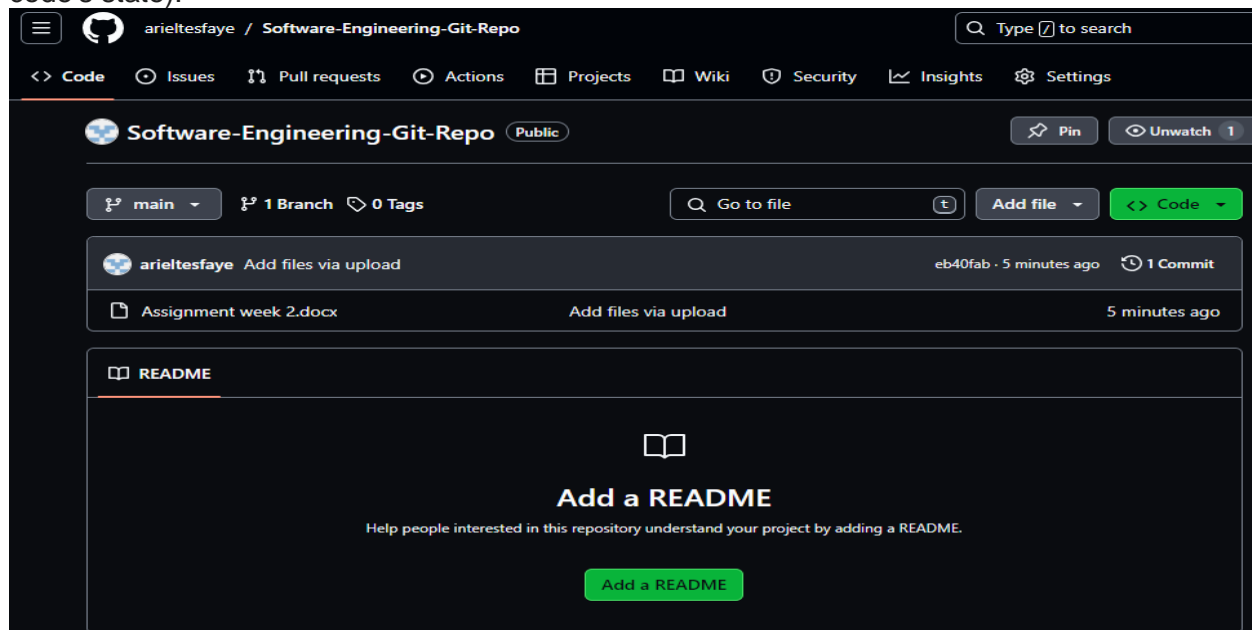 code's state).
arieltesfaye / Software-Engineering-Git-Repo
Type / to search
<> Code Issues Pull requests Actions Projects Wiki Security Insights Settings
Software-Engineering-Git-Repo Public
Pin Unwatch 1
main 1 Branch 0 Tags
Go to file t Add file <> Code
arieltesfaye Add files via upload eb40fab · 5 minutes ago 1 Commit
Assignment week 2.docx Add files via upload 5 minutes ago
README
Add a README
Help people interested in this repository understand your project by adding a README.
Add a README